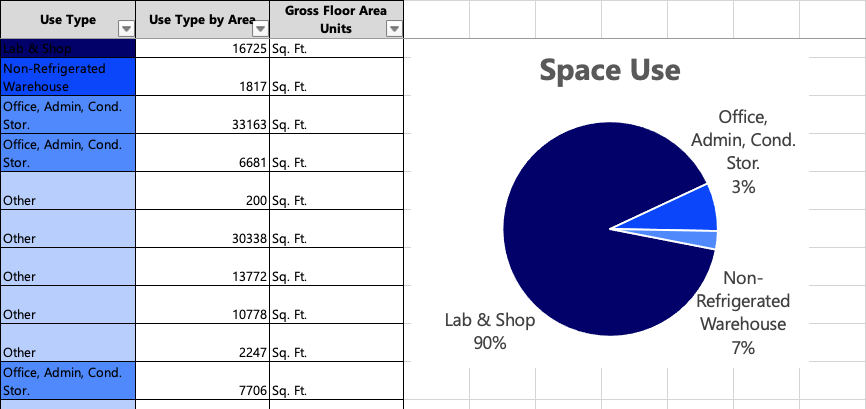 Use Type
Use Type by Area
Gross Floor Area
Units
Lab & Shop
16725
Sq. Ft.
Non-Refrigerated
Warehouse
1817
Sq. Ft.
Office, Admin, Cond.
Stor.
33163
Sq. Ft.
Office, Admin, Cond.
Stor.
6681
Sq. Ft.
Other
200
Sq. Ft.
Other
30338
Sq. Ft.
Other
13772
Sq. Ft.
Other
10778
Sq. Ft.
Other
2247
Sq. Ft.
Office, Admin, Cond.
Stor.
7706
Sq. Ft.
Space Use
Office,
Admin, Cond.
Stor.
3%
Non-
Refrigerated
Warehouse
7%
Lab & Shop
90%